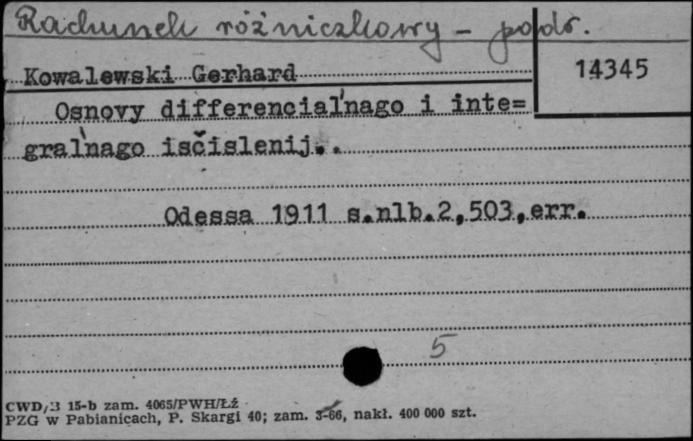 Rachunek różniczkowy - podr.
Kowalewski Gerhard
14345
Osnovy differencial'nago i inte=
gral'nago isčislenij..
Odessa 1911 s.nlb.2,503,err.
5
CWD/3 15-b zam. 4065/PWH/Łź
PZG w Pabianicach, P. Skargi 40; zam. 3-66, nakł. 400 000 szt.